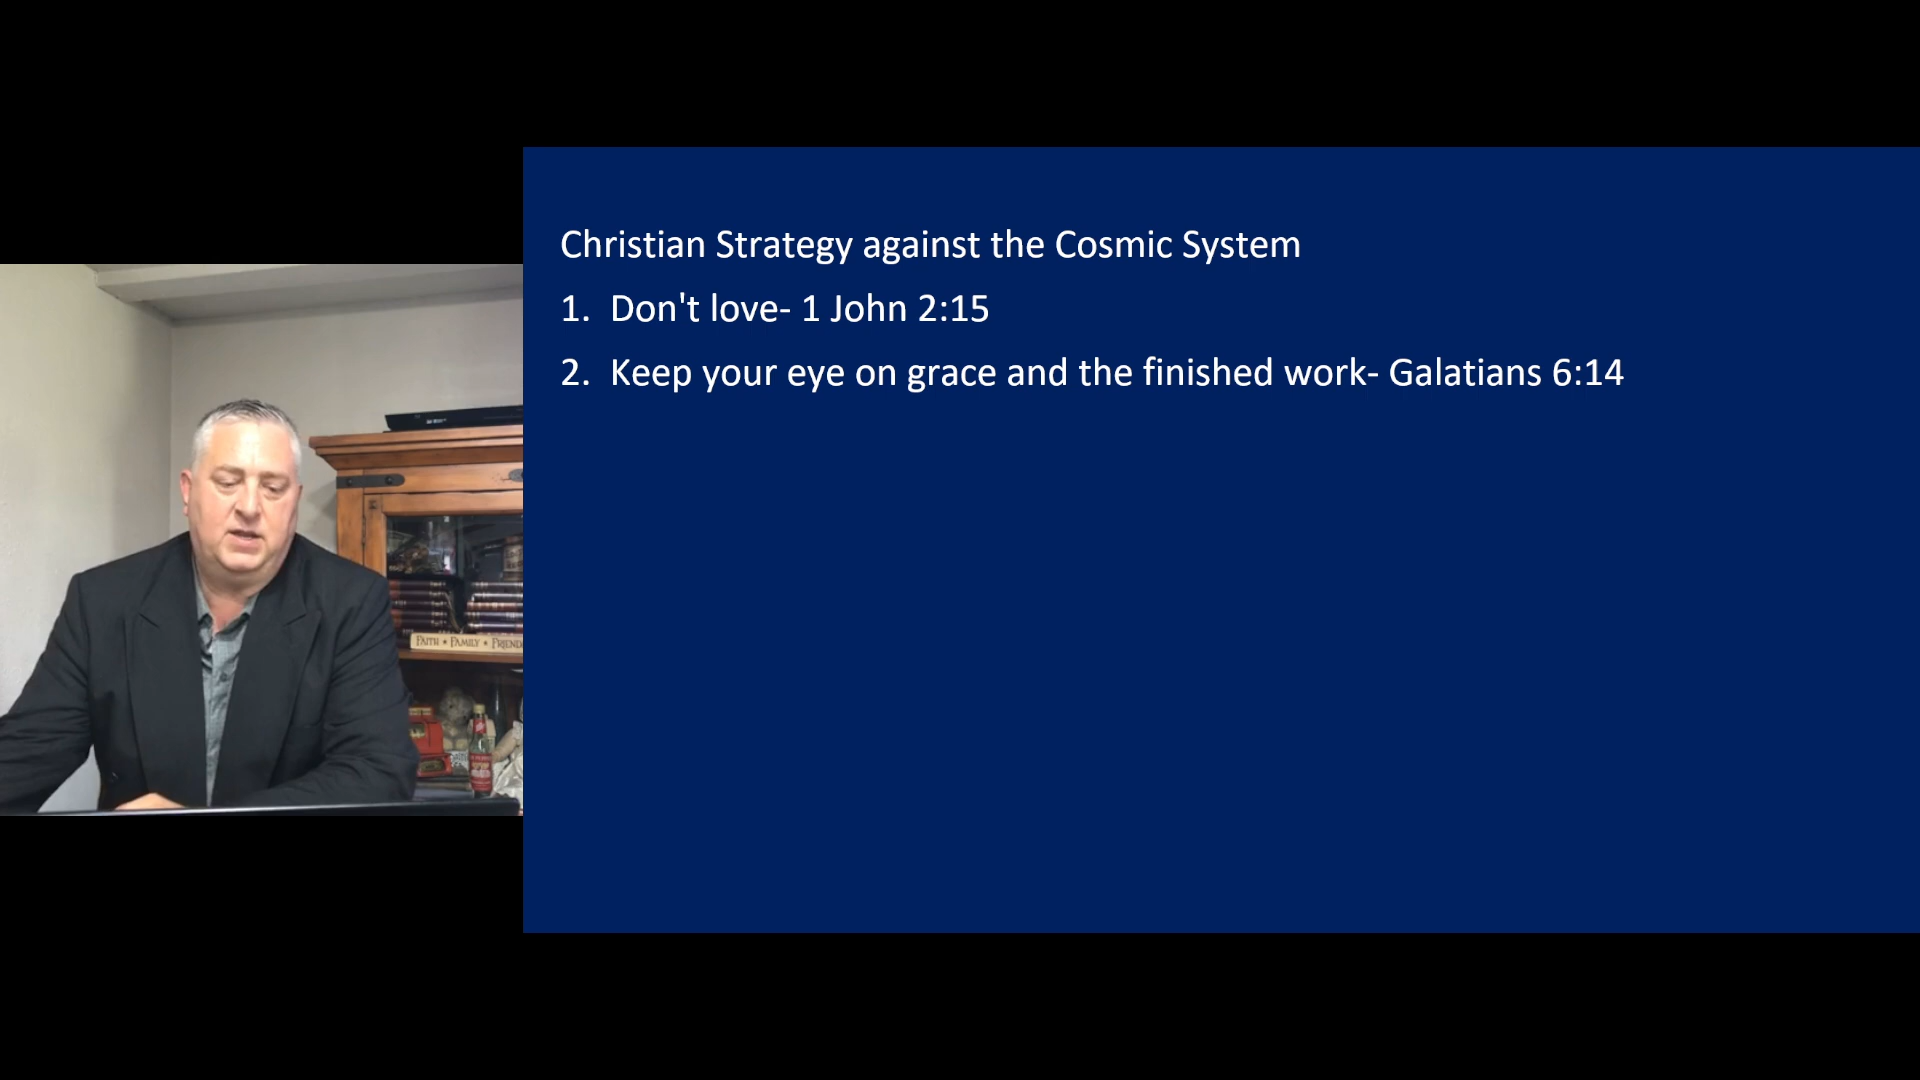 Christian Strategy against the Cosmic System
1. Don't love- 1 John 2:15
2. Keep your eye on grace and the finished work- Galatians 6:14
FAITH ★ FAMILY ★ FRIEND